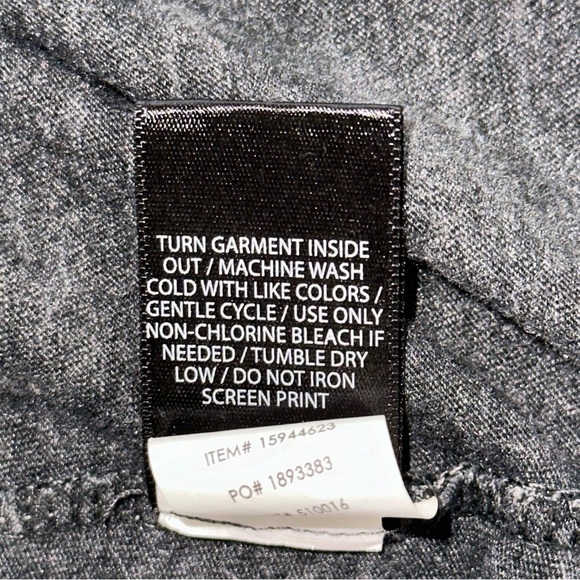 TURN GARMENT INSIDE
OUT / MACHINE WASH
COLD WITH LIKE COLORS /
GENTLE CYCLE / USE ONLY
NON-CHLORINE BLEACH IF
NEEDED / TUMBLE DRY
LOW / DO NOT IRON
SCREEN PRINT
ITEM# 15944623
PO# 1893383
510016